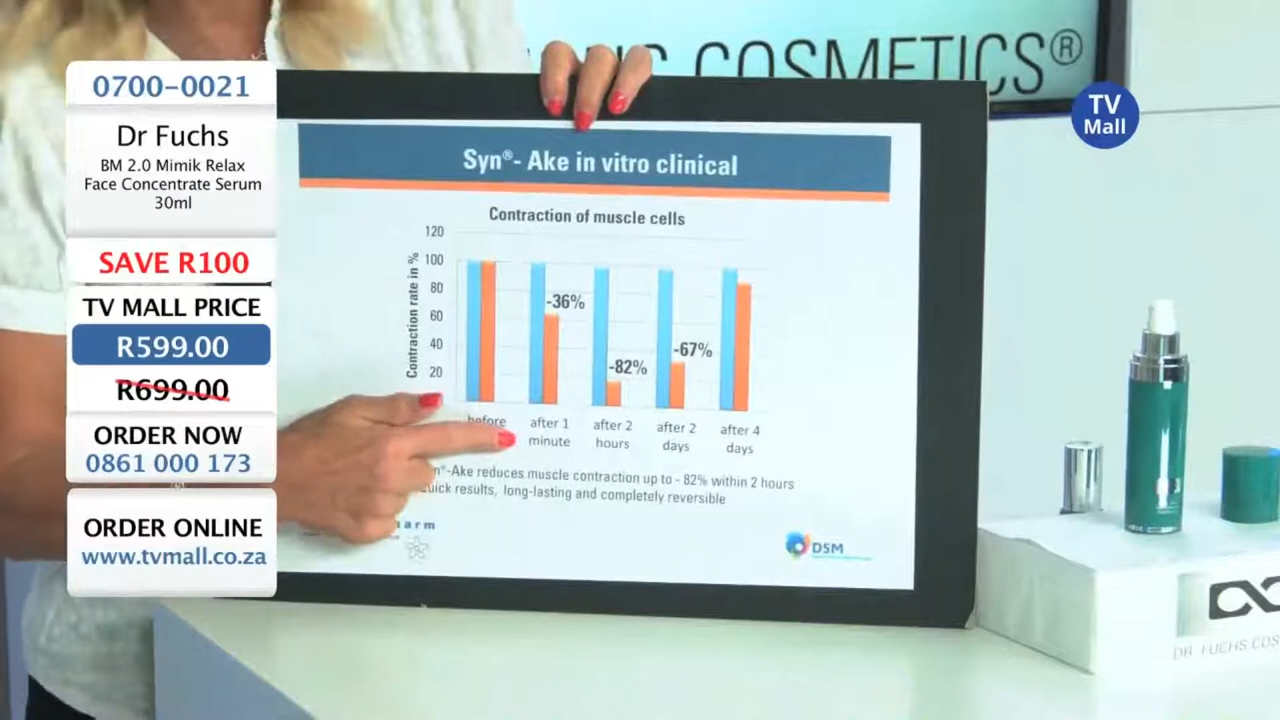 0700-0021
Dr Fuchs
BM 2.0 Mimik Relax
Face Concentrate Serum
30ml
SAVE R100
TV MALL PRICE
R599.00
R699.00
ORDER NOW
0861 000 173
ORDER ONLINE
www.tvmall.co.za
COSMETICS®
TV
Mall
Syn®- Ake in vitro clinical
Contraction of muscle cells
Contraction rate in %
120
100
80
60
40
20
-36%
-82%
-67%
before
after 1
minute
after 2
hours
after 2
days
after 4
days
-Ake reduces muscle contraction up to - 82% within 2 hours
results, long-lasting and completely reversible
DSM
DR. FUCHS